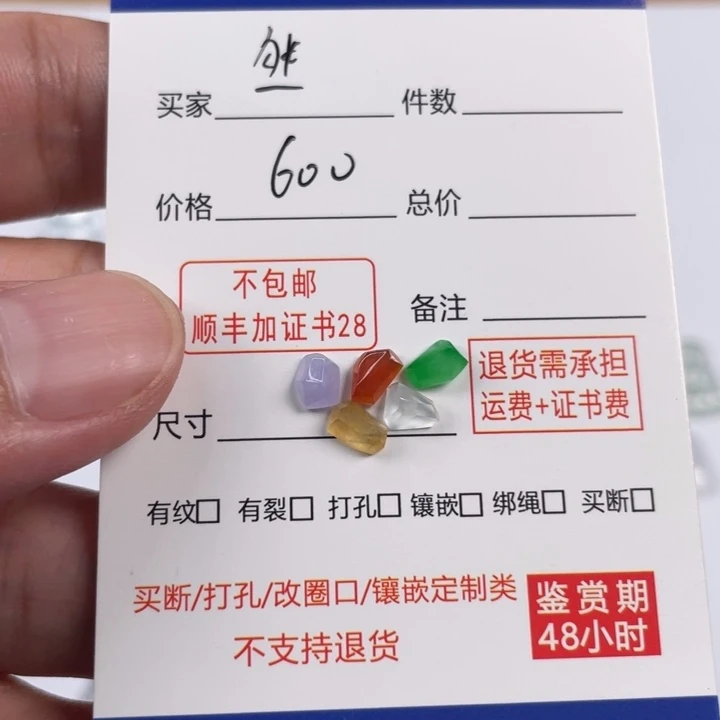 买家 件数
600
价格 总价
不包邮
顺丰加证书28
备注
退货需承担
运费+证书费
尺寸
有纹□ 有裂□ 打孔□ 镶嵌□ 绑绳□ 买断□
买断/打孔/改圈口/镶嵌定制类
不支持退货
鉴赏期
48小时